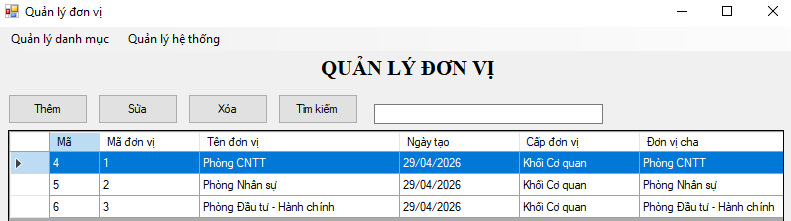 Quản lý đơn vị
Quản lý danh mục Quản lý hệ thống
QUẢN LÝ ĐƠN VỊ
Thêm Sửa Xóa Tìm kiếm
Mã Mã đơn vị Tên đơn vị Ngày tạo Cấp đơn vị Đơn vị cha
4 1 Phòng CNTT 29/04/2026 Khối Cơ quan Phòng CNTT
5 2 Phòng Nhân sự 29/04/2026 Khối Cơ quan Phòng Nhân sự
6 3 Phòng Đầu tư - Hành chính 29/04/2026 Khối Cơ quan Phòng Đầu tư - Hành chính